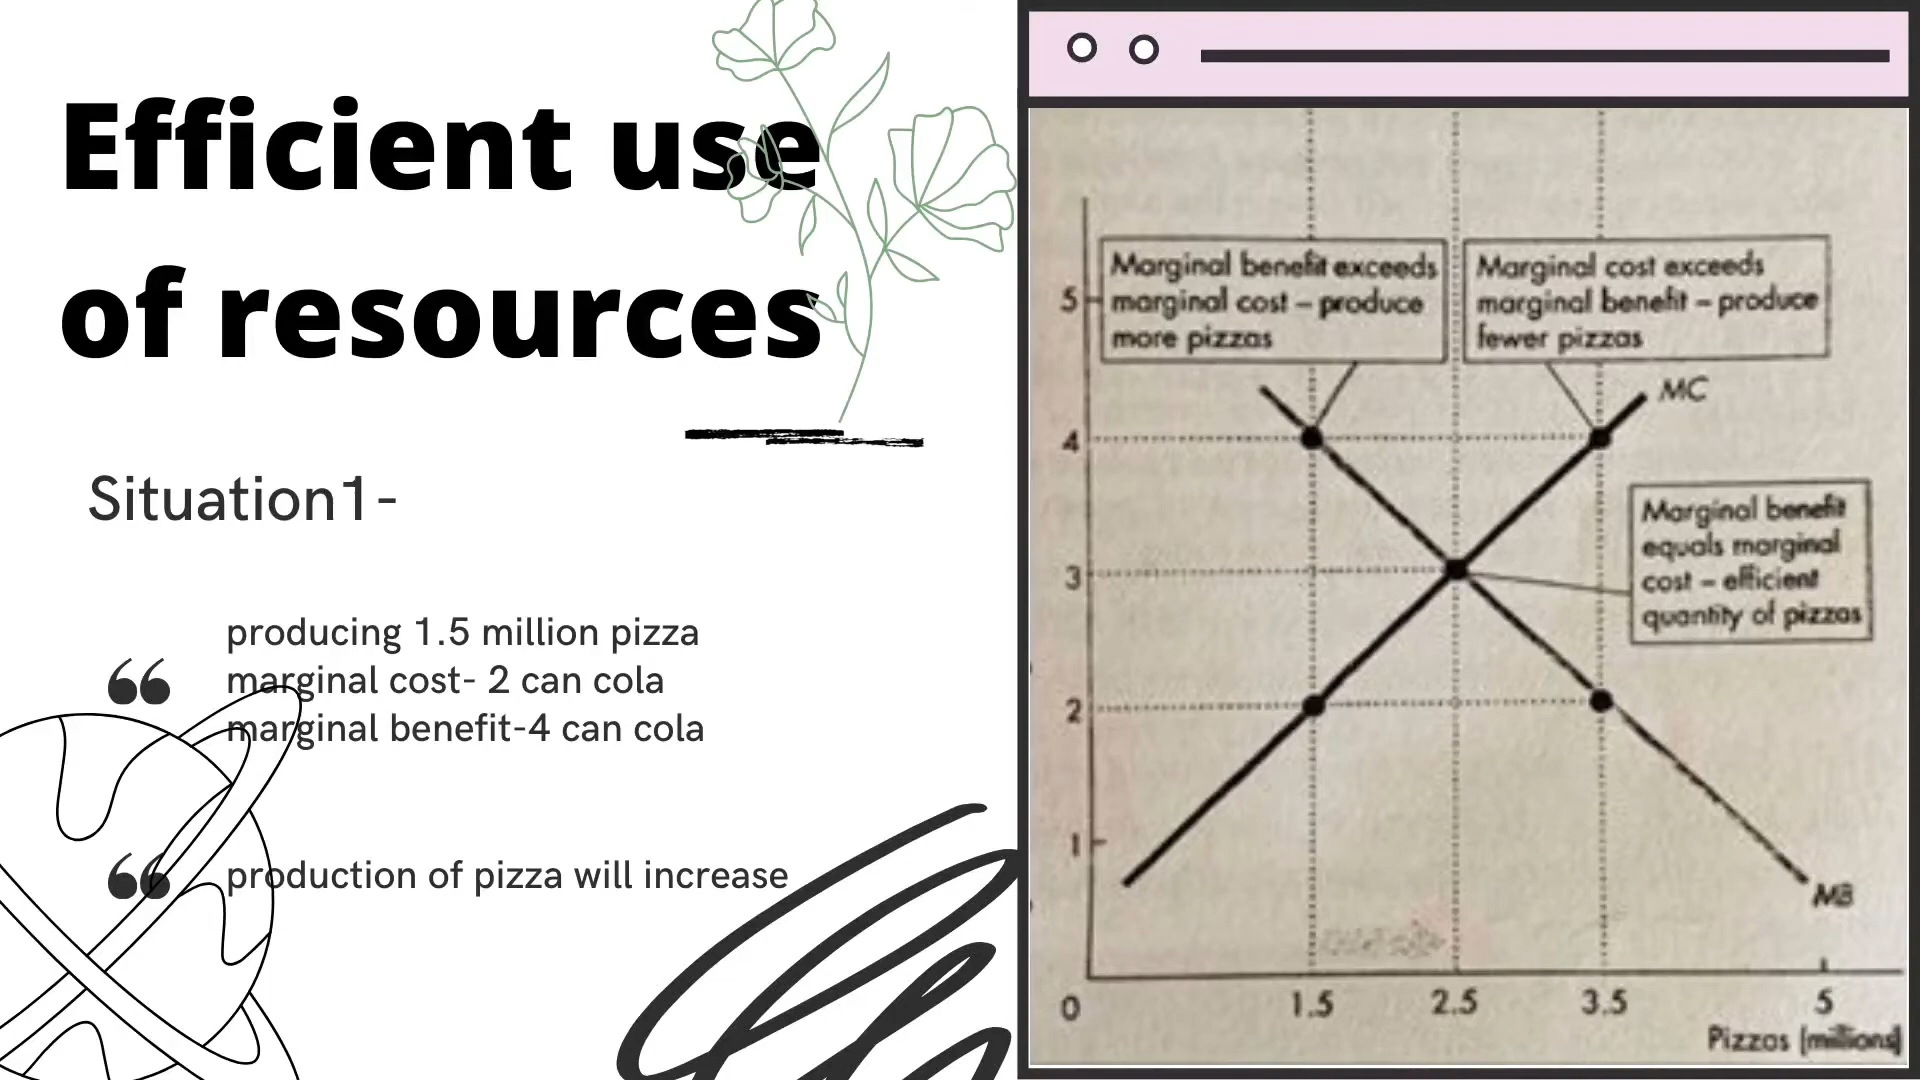 Efficient use
of resources
Situation1-
producing 1.5 million pizza
marginal cost- 2 can cola
marginal benefit-4 can cola
production of pizza will increase
Marginal benefit exceeds
marginal cost – produce
more pizzas
Marginal cost exceeds
marginal benefit – produce
fewer pizzas
MC
Marginal benefit
equals marginal
cost – efficient
quantity of pizzas
MB
5
4
3
2
1
0
1.5
2.5
3.5
5
Pizzas (millions)